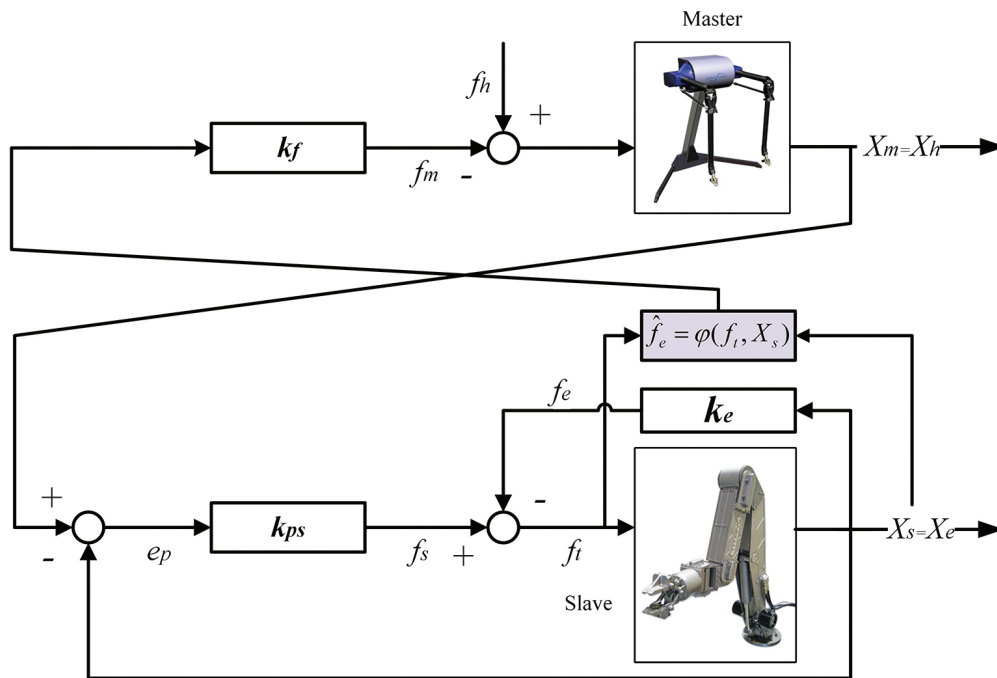 Master
fh
+
kf
fm
-
Xm=Xh
f̂e = φ(ft, Xs)
fe
ke
+
-
-
kps
ep
fs
+
ft
Xs=Xe
Slave